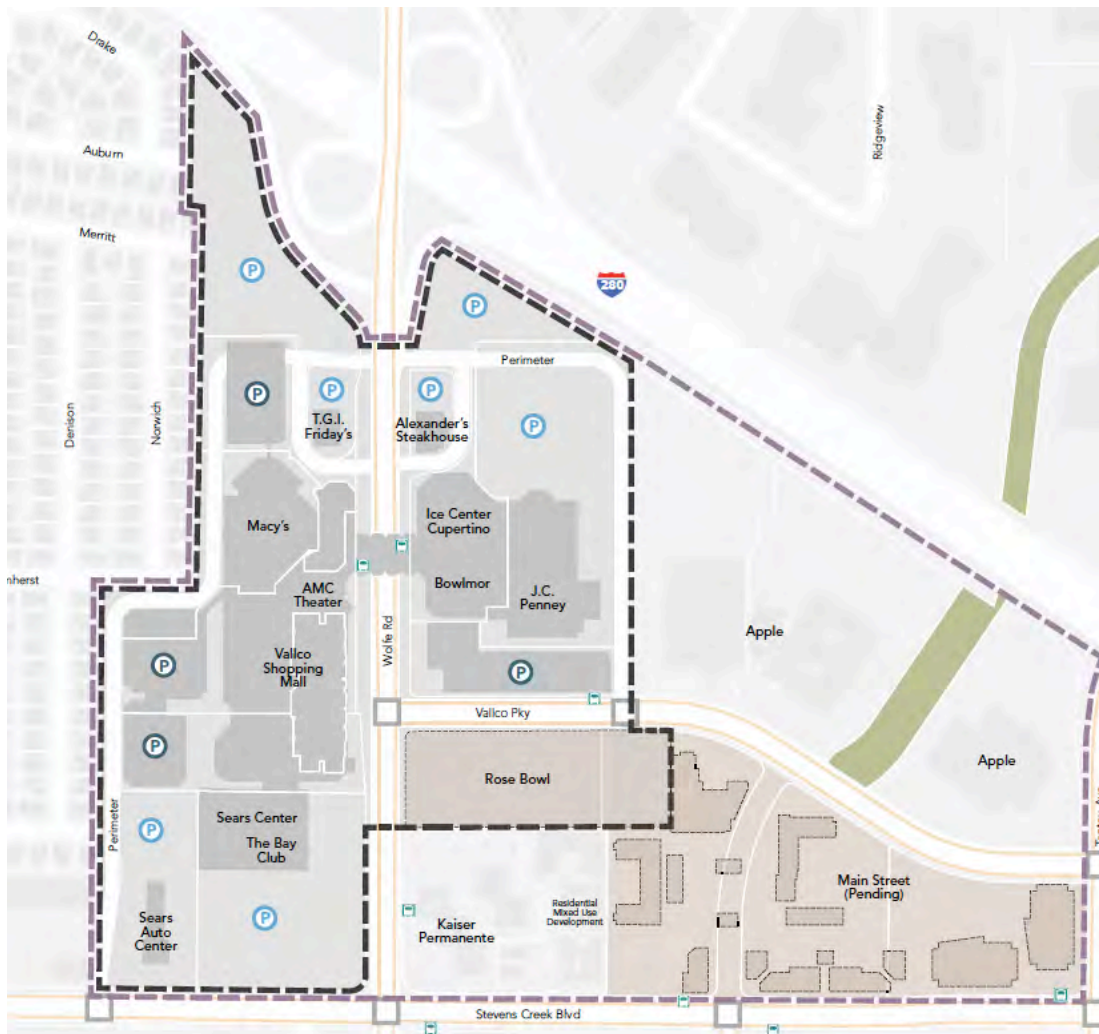 Drake
Auburn
Merritt
Ridgeview
280
P
P
Perimeter
P
P
P
P
T.G.I.
Friday's
Alexander's
Steakhouse
Denison
Norwich
Macy's
Ice Center
Cupertino
Bowlmor
AMC
Theater
J.C.
Penney
mherst
Apple
Wolfe Rd
Vallco
Shopping
Mall
P
P
Vallco Pky
P
Rose Bowl
Apple
Perimeter
P
Sears Center
The Bay
Club
Main Street
(Pending)
Sears
Auto
Center
P
Kaiser
Permanente
Residential
Mixed Use
Development
Stevens Creek Blvd